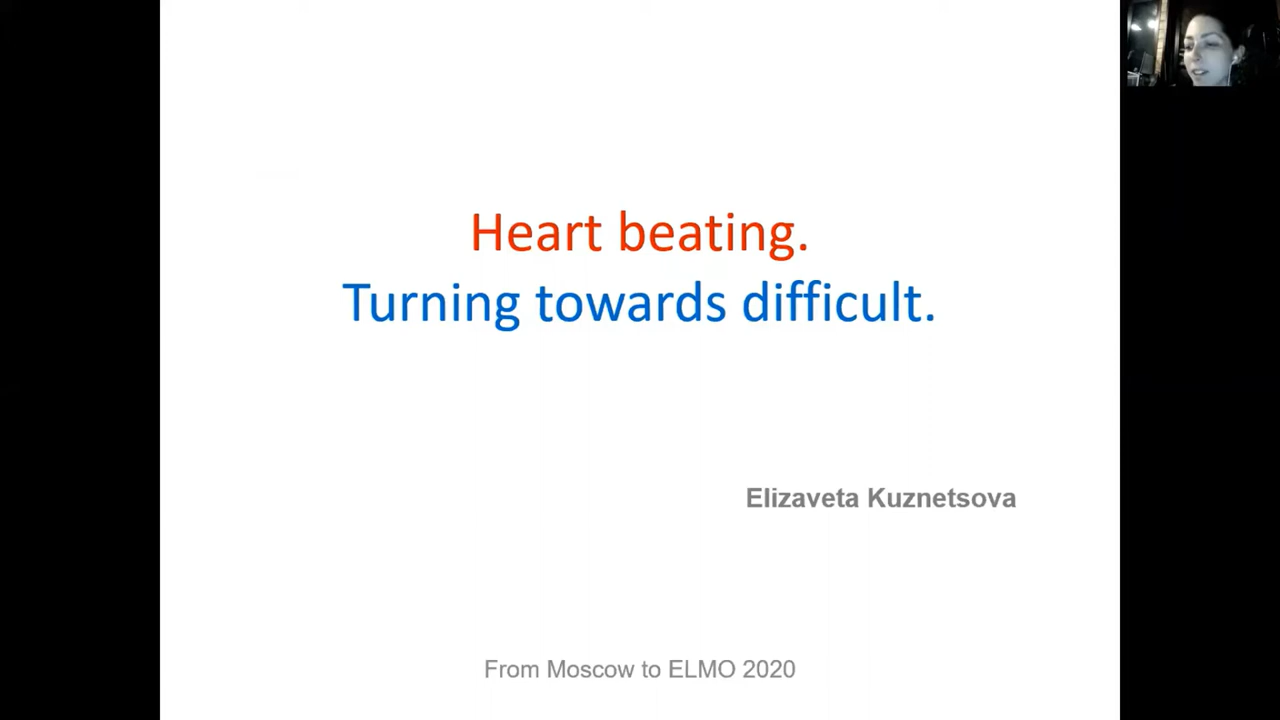 Heart beating.
Turning towards difficult.
Elizaveta Kuznetsova
From Moscow to ELMO 2020